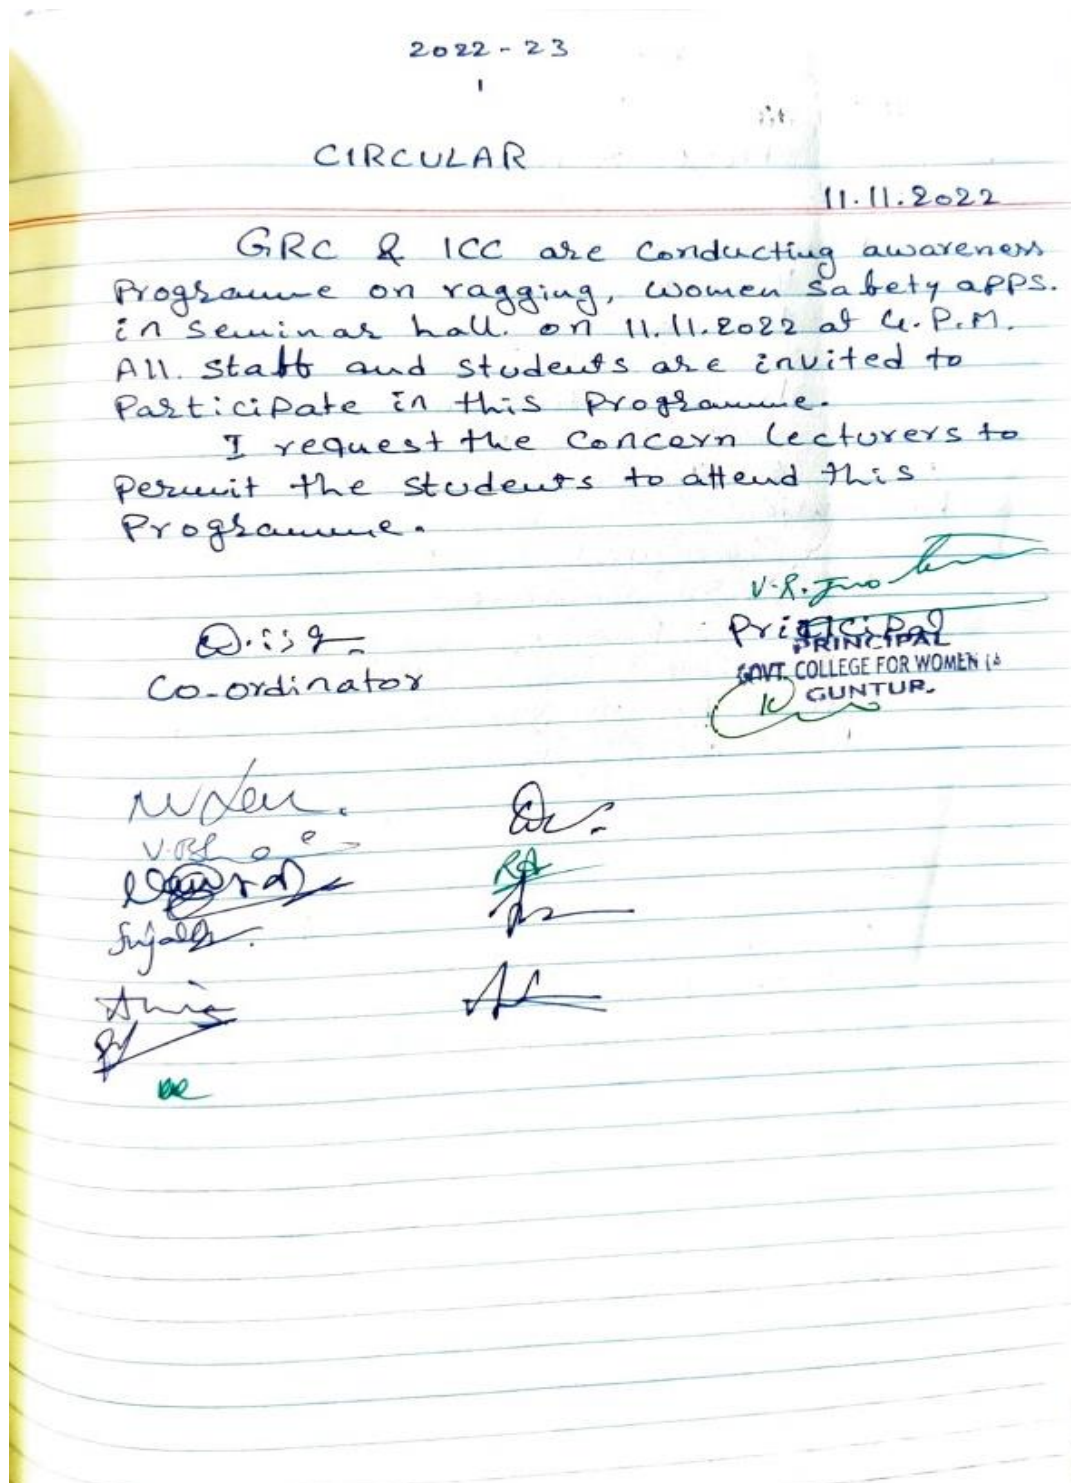 2022-23
1
CIRCULAR
11.11.2022
GRC & ICC are conducting awareness
Programme on ragging, women safety apps.
in seminar hall. on 11.11.2022 at 4.P.M.
All. staff and students are invited to
Participate in this Programme.
I request the concern lecturers to
permit the students to attend this
Programme.
V.R.
Principal
PRINCIPAL
Co-ordinator
GOVT. COLLEGE FOR WOMEN (A
GUNTUR.